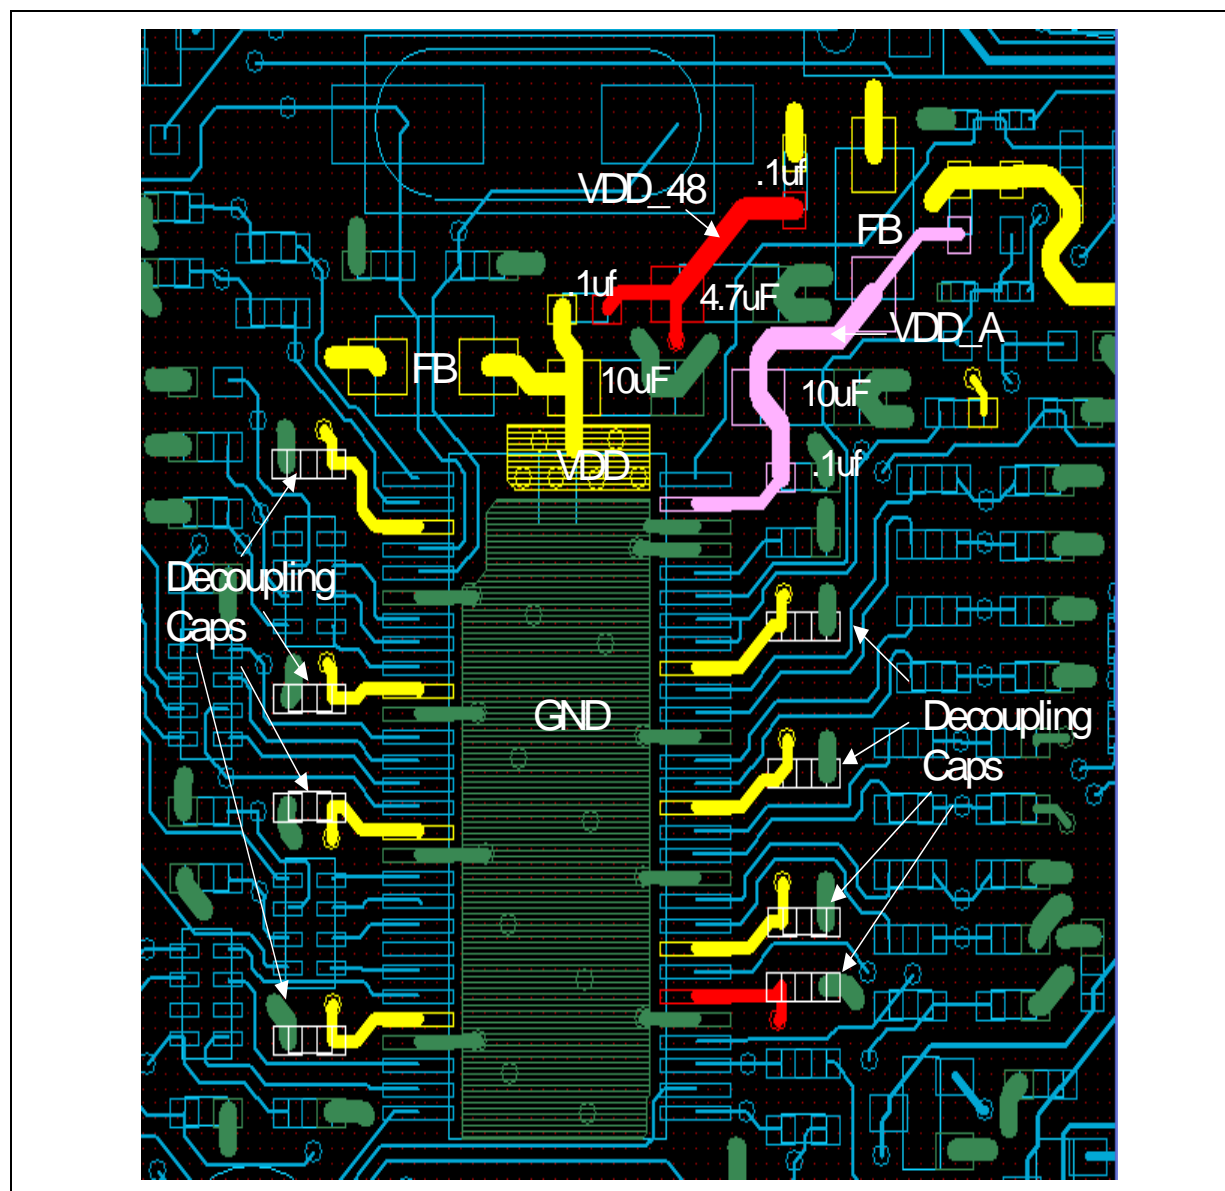 .1uf
VDD_48
FB
.1uf
4.7uF
VDD_A
FB
10uF
10uF
VDD
.1uf
Decoupling
Caps
GND
Decoupling
Caps